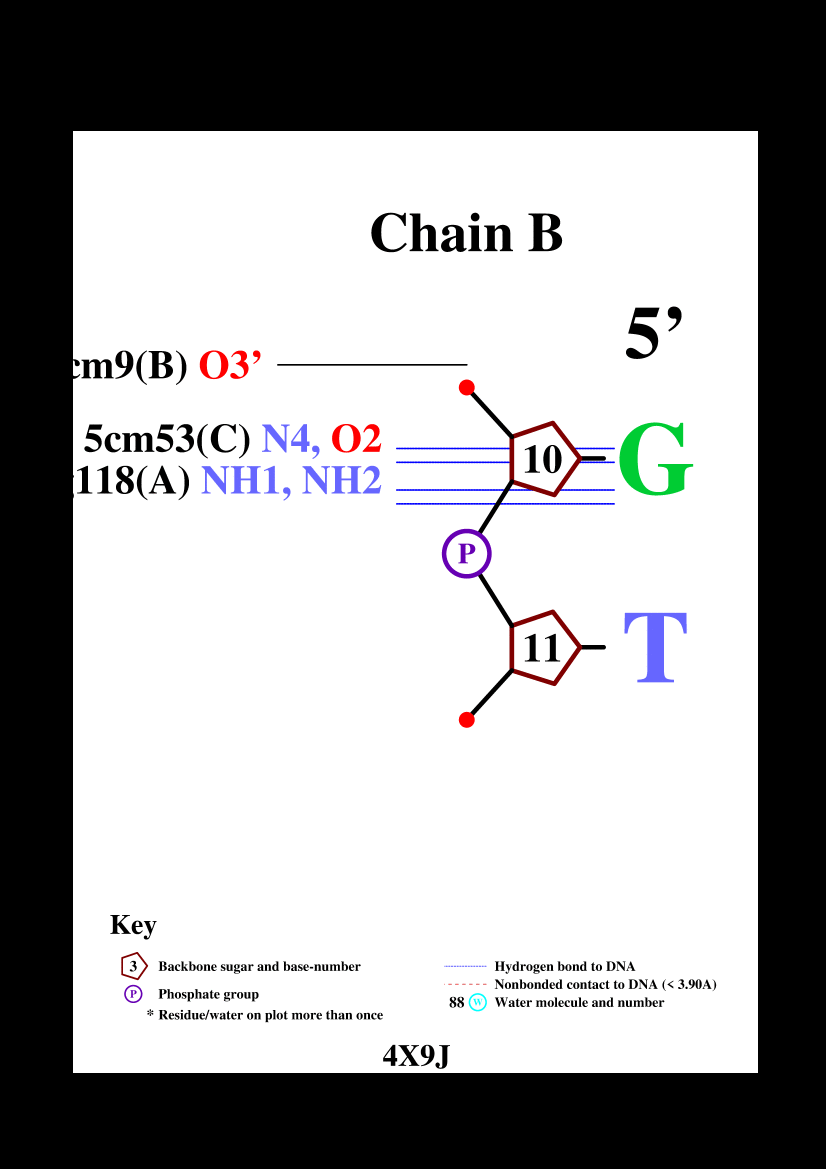 Chain B
5’
cm9(B) O3’
5cm53(C) N4, O2
10
G
g118(A) NH1, NH2
P
11
T
Key
3 Backbone sugar and base-number
P Phosphate group
* Residue/water on plot more than once
Hydrogen bond to DNA
Nonbonded contact to DNA (< 3.90A)
88 W Water molecule and number
4X9J